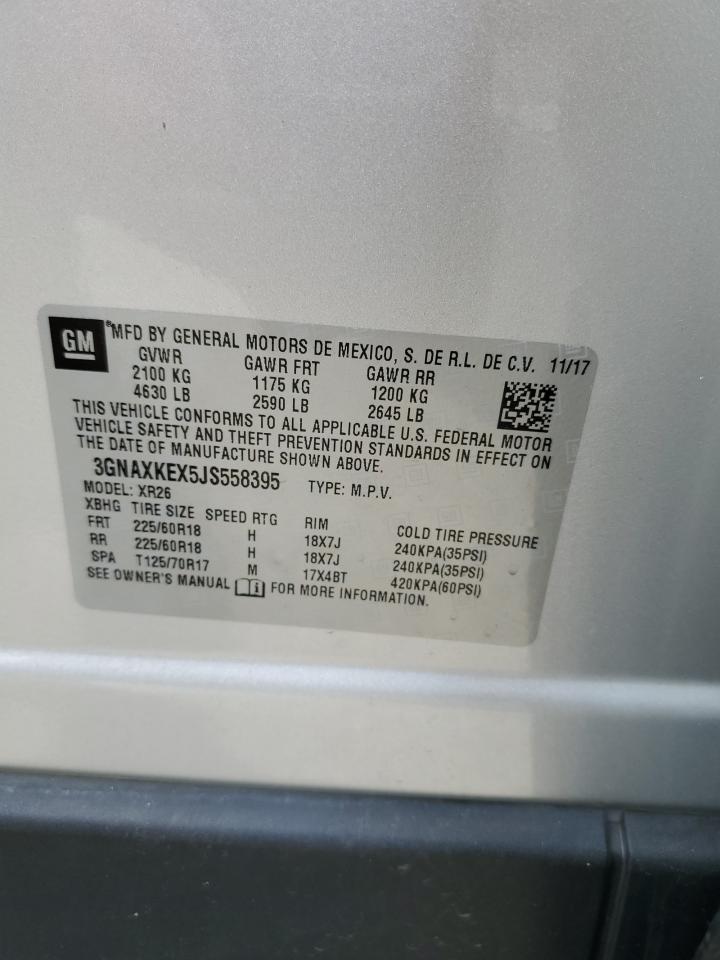 GM ® MFD BY GENERAL MOTORS DE MEXICO, S. DE R.L. DE C.V. 11/17
GVWR GAWR FRT GAWR RR
2100 KG 1175 KG 1200 KG
4630 LB 2590 LB 2645 LB
THIS VEHICLE CONFORMS TO ALL APPLICABLE U.S. FEDERAL MOTOR
VEHICLE SAFETY AND THEFT PREVENTION STANDARDS IN EFFECT ON
THE DATE OF MANUFACTURE SHOWN ABOVE.
3GNAXKEX5JS558395 TYPE: M.P.V.
MODEL: XR26
XBHG TIRE SIZE SPEED RTG RIM COLD TIRE PRESSURE
FRT 225/60R18 H 18X7J 240KPA(35PSI)
RR 225/60R18 H 18X7J 240KPA(35PSI)
SPA T125/70R17 M 17X4BT 420KPA(60PSI)
SEE OWNER'S MANUAL i FOR MORE INFORMATION.